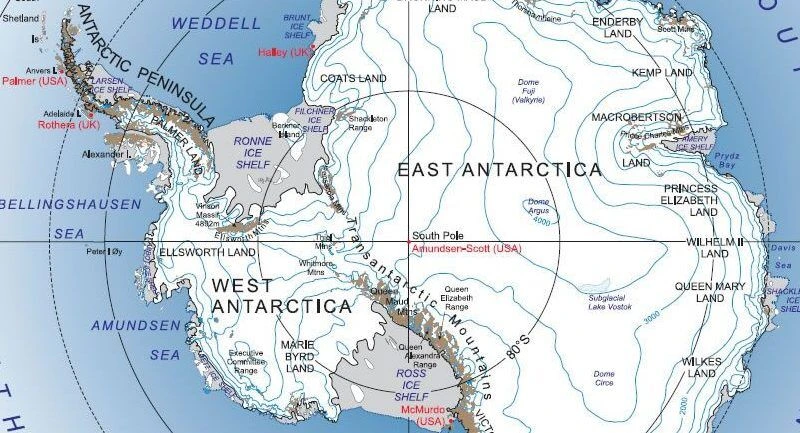 Shetland
Is
ANTARCTIC PENINSULA
Anvers I.
Palmer (USA)
LARSEN
ICE SHELF
Adelaide I.
Rothera (UK)
Alexander I.
PALMER LAND
WEDDELL
SEA
BRUNT
ICE
SHELF
Halley (UK)
COATS LAND
LAND
ENDERBY
LAND
Scott Mtns
KEMP LAND
Dome
Fuji
(Valkyrie)
MACROBERTSON
LAND
Prince Charles Mtns
AMERY
ICE SHELF
Prydz
Bay
FILCHNER
ICE
SHELF
Shackleton
Range
Berkner
Island
RONNE
ICE
SHELF
EAST ANTARCTICA
PRINCESS
ELIZABETH
LAND
Dome
Argus
4000
BELLINGSHAUSEN
SEA
Peter I Øy
Vinson
Massif
4892m
Ellsworth Mtns
ELLSWORTH LAND
Thiel
Mtns
Whitmore
Mtns
South Pole
Amundsen-Scott (USA)
WILHELM II
LAND
Davis
Sea
WEST
ANTARCTICA
Transantarctic Mountains
Queen
Maud
Mtns
Queen
Elizabeth
Range
Subglacial
Lake Vostok
QUEEN MARY
LAND
SHACKLE
ICE
SHELF
3000
AMUNDSEN
SEA
Executive
Committee
Range
MARIE
BYRD
LAND
Queen
Alexandra
Range
80°S
ROSS
ICE
SHELF
McMurdo
(USA)
VICT
Dome
Circe
WILKES
LAND
2000
O U T
T H